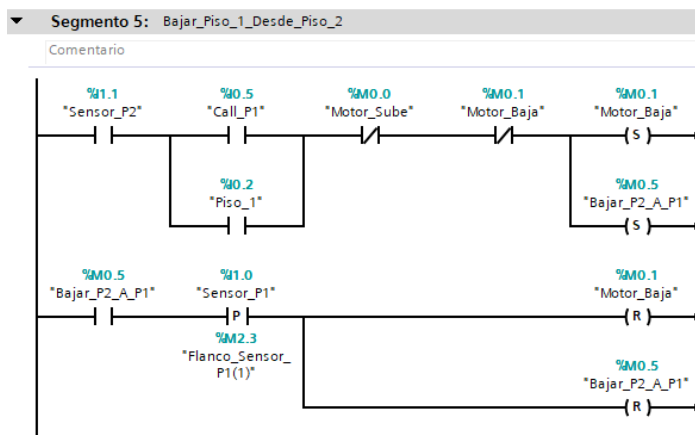 Segmento 5: Bajar_Piso_1_Desde_Piso_2
Comentario
%I1.1 %I0.5 %M0.0 %M0.1 %M0.1
"Sensor_P2" "Call_P1" "Motor_Sube" "Motor_Baja" "Motor_Baja"
S
%I0.2 %M0.5
"Piso_1" "Bajar_P2_A_P1"
S
%M0.5 %I1.0 %M0.1
"Bajar_P2_A_P1" "Sensor_P1" "Motor_Baja"
P R
%M2.3
"Flanco_Sensor_
P1(1)"
%M0.5
"Bajar_P2_A_P1"
R